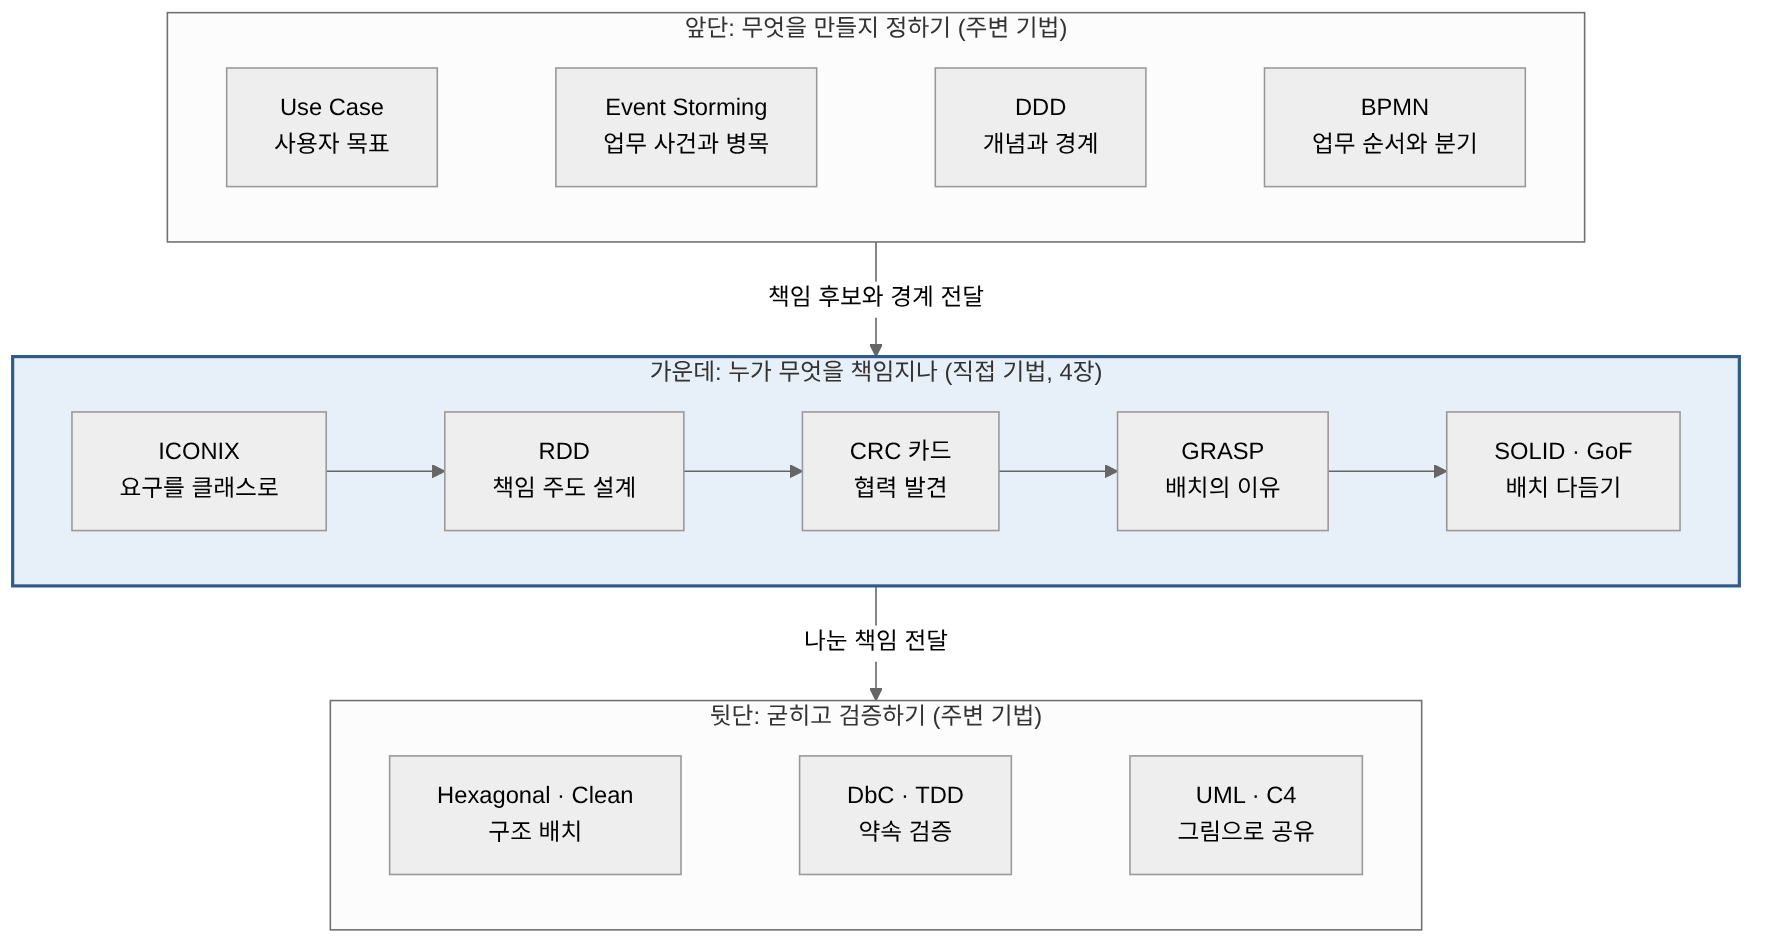 앞단: 무엇을 만들지 정하기 (주변 기법)
Use Case
사용자 목표
Event Storming
업무 사건과 병목
DDD
개념과 경계
BPMN
업무 순서와 분기
책임 후보와 경계 전달
가운데: 누가 무엇을 책임지나 (직접 기법, 4장)
ICONIX
요구를 클래스로
RDD
책임 주도 설계
CRC 카드
협력 발견
GRASP
배치의 이유
SOLID · GoF
배치 다듬기
나눈 책임 전달
뒷단: 굳히고 검증하기 (주변 기법)
Hexagonal · Clean
구조 배치
DbC · TDD
약속 검증
UML · C4
그림으로 공유